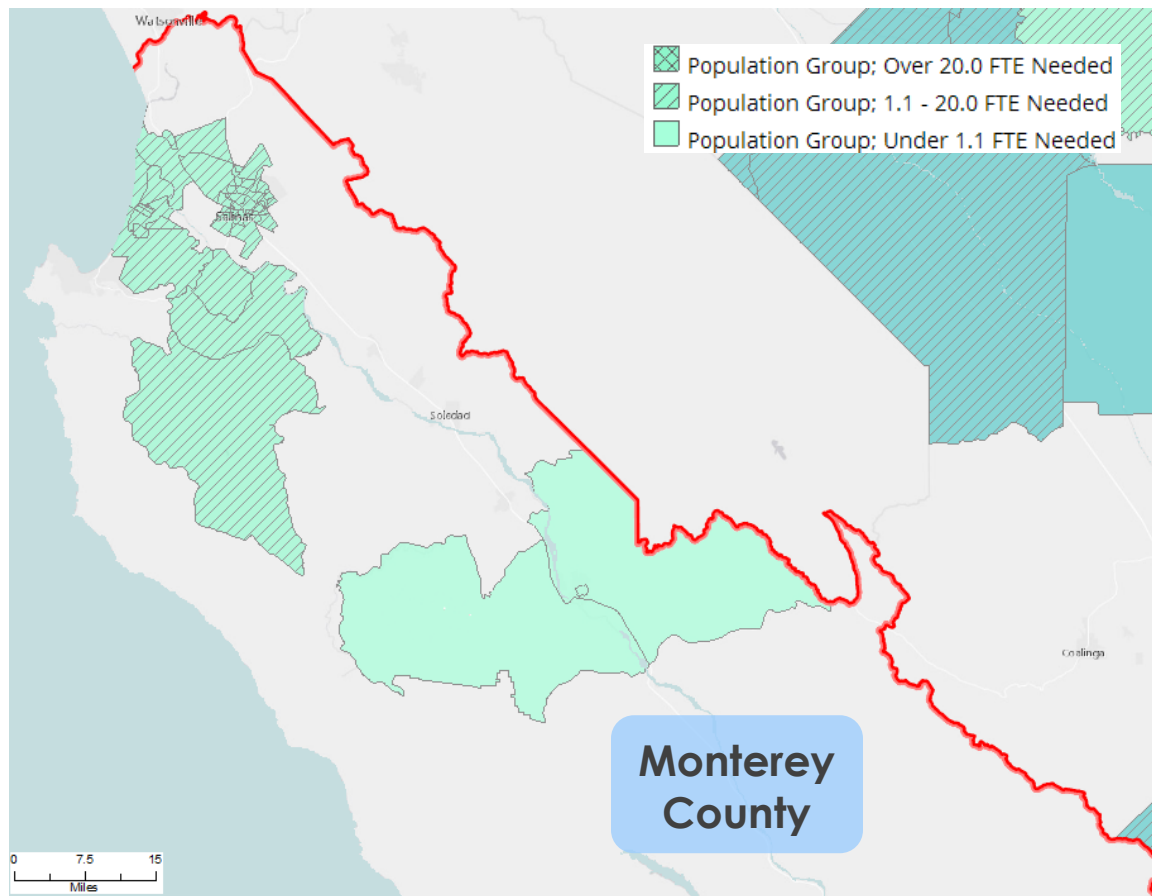 Watsonville
Population Group; Over 20.0 FTE Needed
Population Group; 1.1 - 20.0 FTE Needed
Population Group; Under 1.1 FTE Needed
Salinas
Soledad
Coalinga
Monterey
County
0 7.5 15
Miles